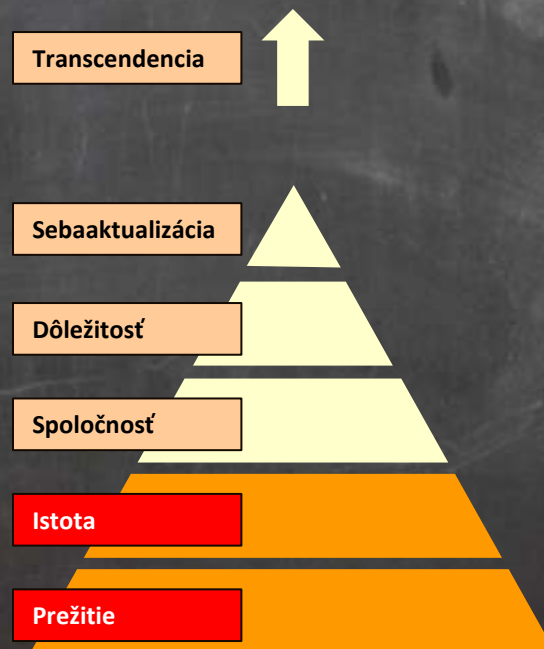 Transcendencia
Sebaaktualizácia
Dôležitosť
Spoločnosť
Istota
Prežitie